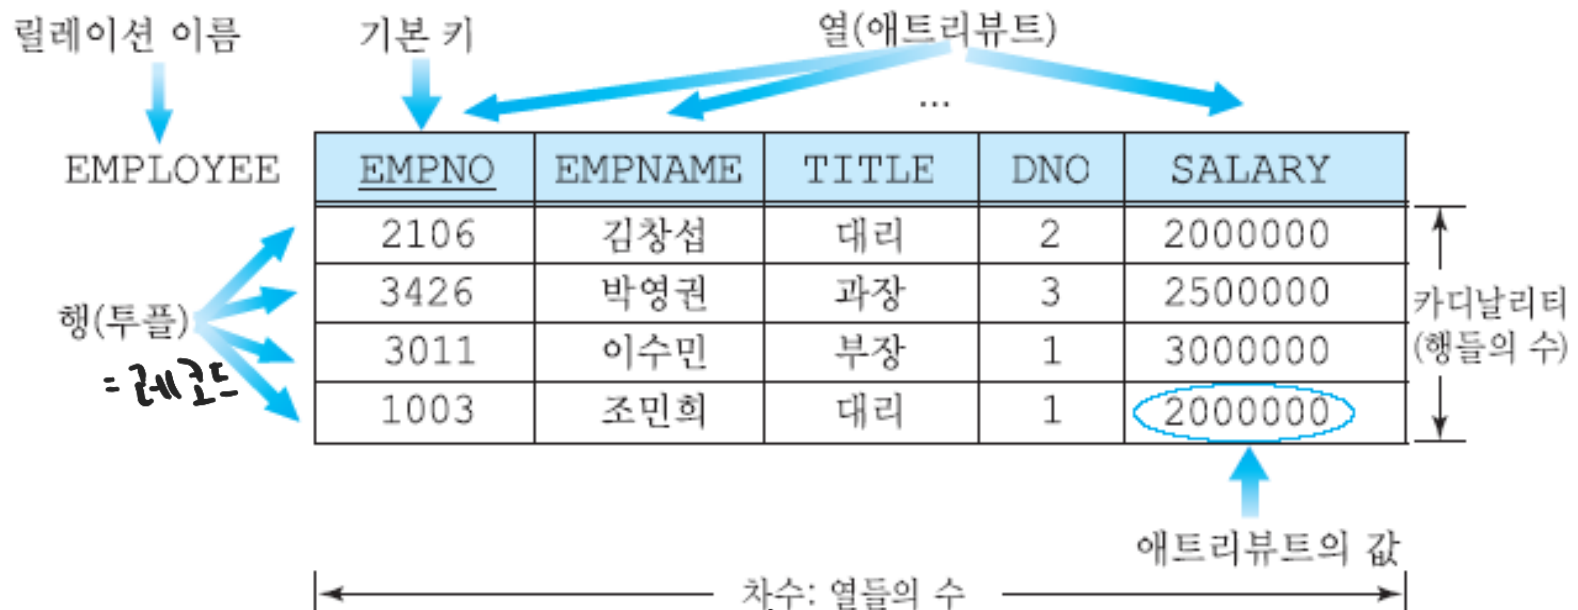 릴레이션 이름 기본 키 열(애트리뷰트)
...
EMPLOYEE EMPNO EMPNAME TITLE DNO SALARY
2106 김창섭 대리 2 2000000
3426 박영권 과장 3 2500000
3011 이수민 부장 1 3000000
1003 조민희 대리 1 2000000
행(투플)
=레코드
카디날리티
(행들의 수)
애트리뷰트의 값
차수: 열들의 수